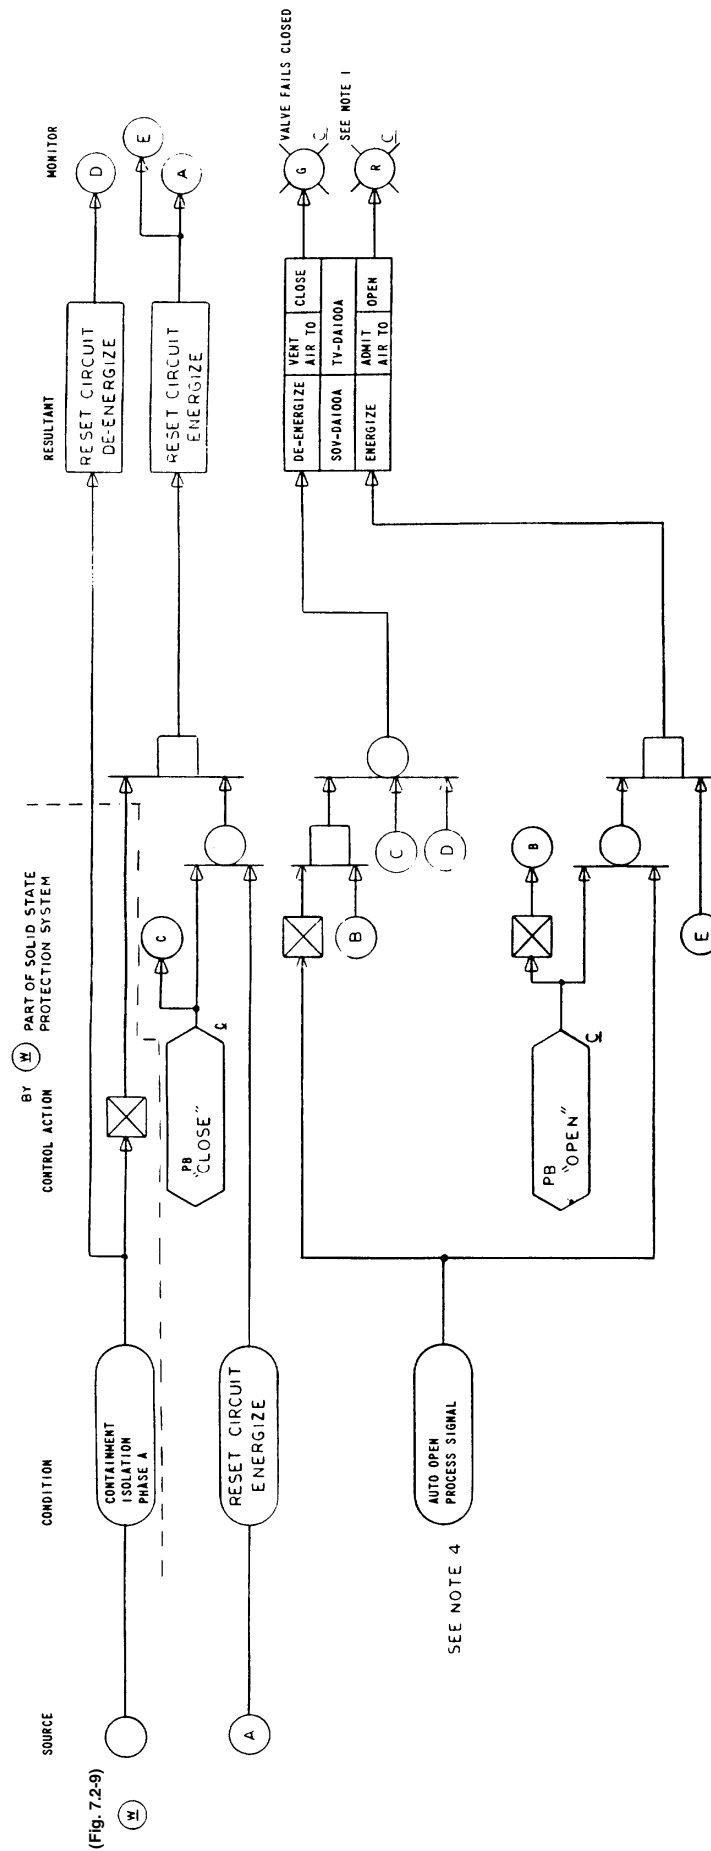 SOURCE
CONDITION
CONTROL ACTION
RESULTANT
MONITOR
BY W PART OF SOLID STATE
PROTECTION SYSTEM
(Fig. 7.2-9)
W
CONTAINMENT
ISOLATION
PHASE A
RESET CIRCUIT
DE-ENERGIZE
D
A
RESET CIRCUIT
ENERGIZE
PB
"CLOSE"
C
C
RESET CIRCUIT
ENERGIZE
E
A
SEE NOTE 4
AUTO OPEN
PROCESS SIGNAL
B
C
D
DE-ENERGIZE
VENT
AIR TO
CLOSE
SOV-DA100A
TV-DA100A
ENERGIZE
ADMIT
AIR TO
OPEN
G
VALVE FAILS CLOSED
C
R
SEE NOTE 1
C
PB
"OPEN"
C
B
E